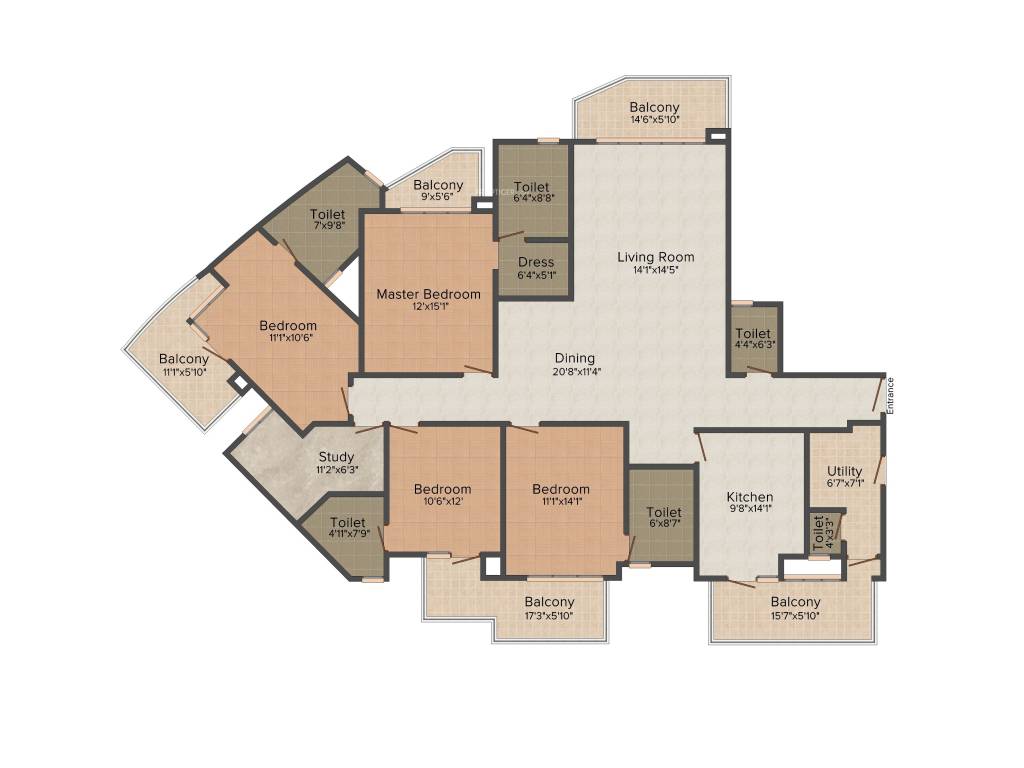 Balcony
14'6"x5'10"
Balcony
9'x5'6"
Toilet
6'4"x8'8"
Toilet
7'x9'8"
Living Room
14'1"x14'5"
Dress
6'4"x5'1"
Master Bedroom
12'x15'1"
Bedroom
11'1"x10'6"
Toilet
4'4"x6'3"
Balcony
11'1"x5'10"
Dining
20'8"x11'4"
Entrance
Study
11'2"x6'3"
Bedroom
10'6"x12'
Bedroom
11'1"x14'1"
Utility
6'7"x7'1"
Kitchen
9'8"x14'1"
Toilet
6'x8'7"
Toilet
4'11"x7'9"
Toilet
4'x3'3"
Balcony
17'3"x5'10"
Balcony
15'7"x5'10"